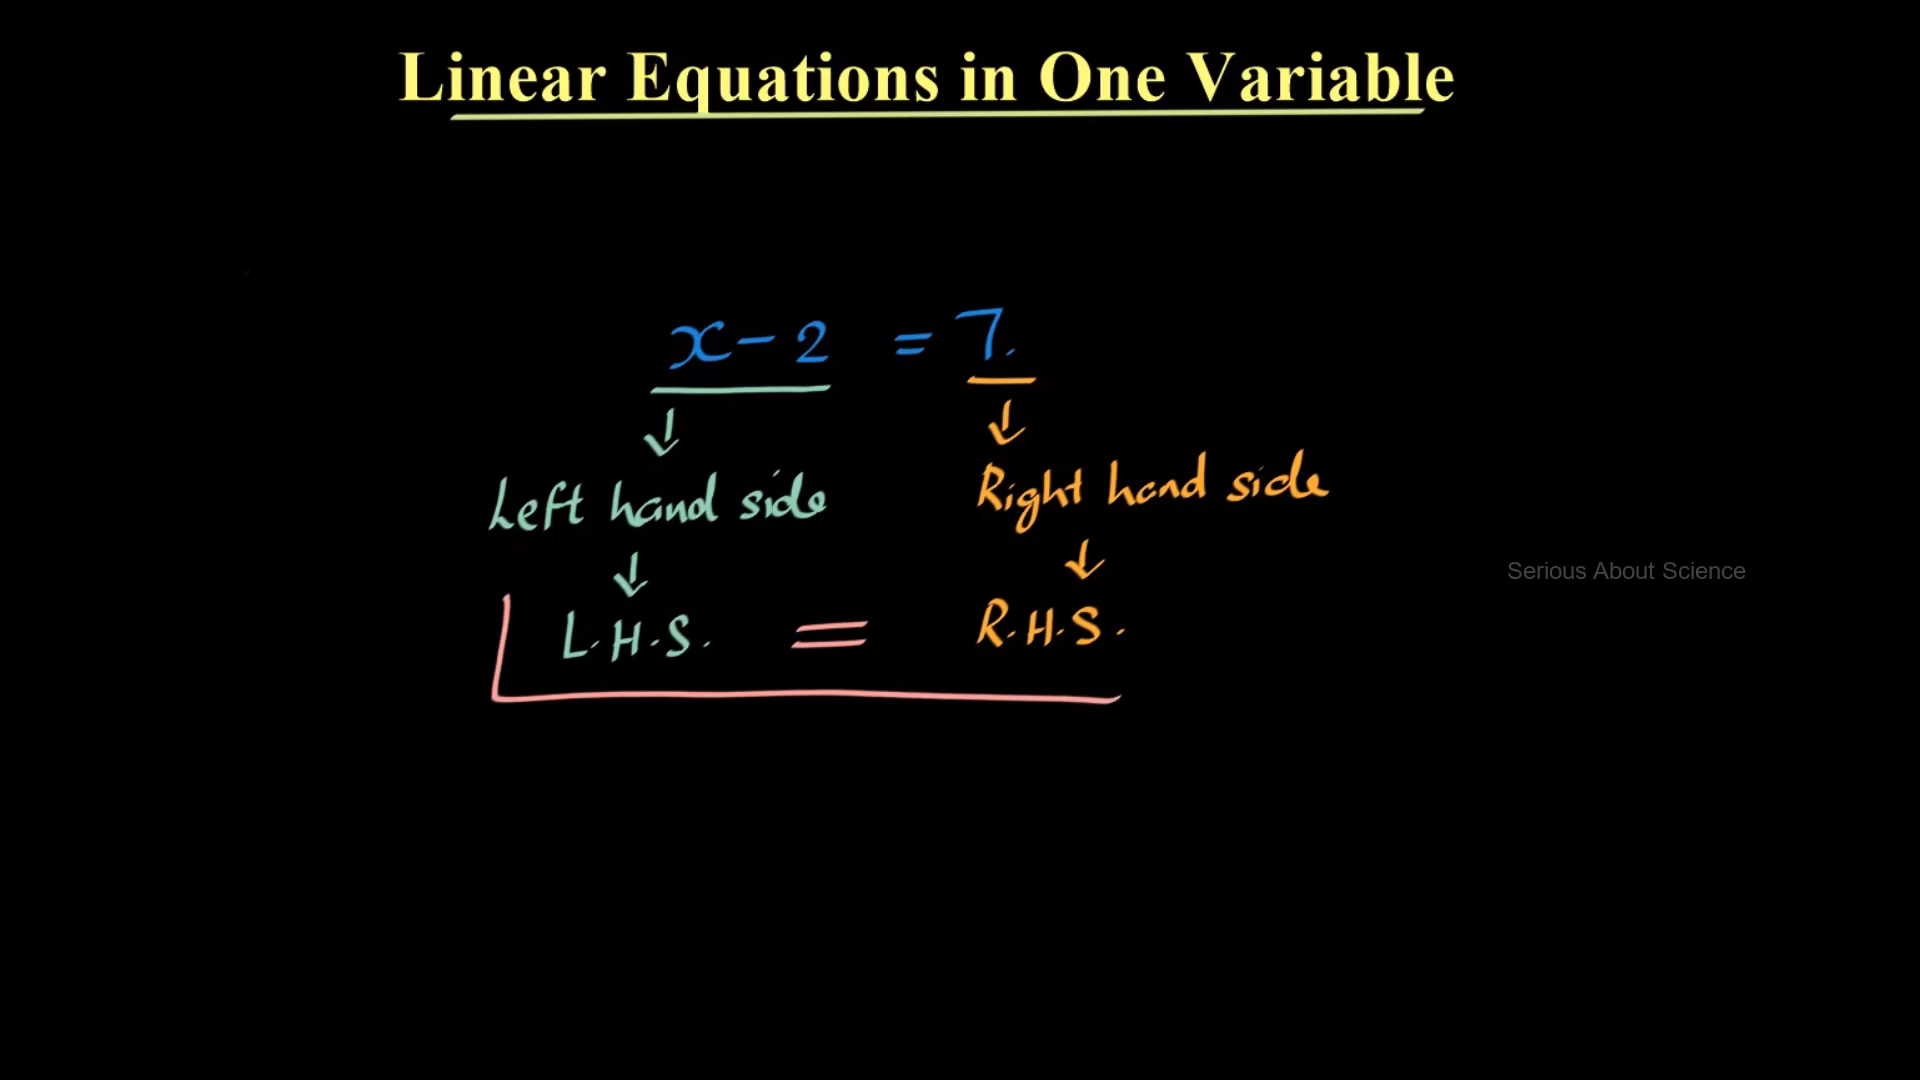 Linear Equations in One Variable
x - 2 = 7.
Left hand side Right hand side
L.H.S. = R.H.S.
Serious About Science